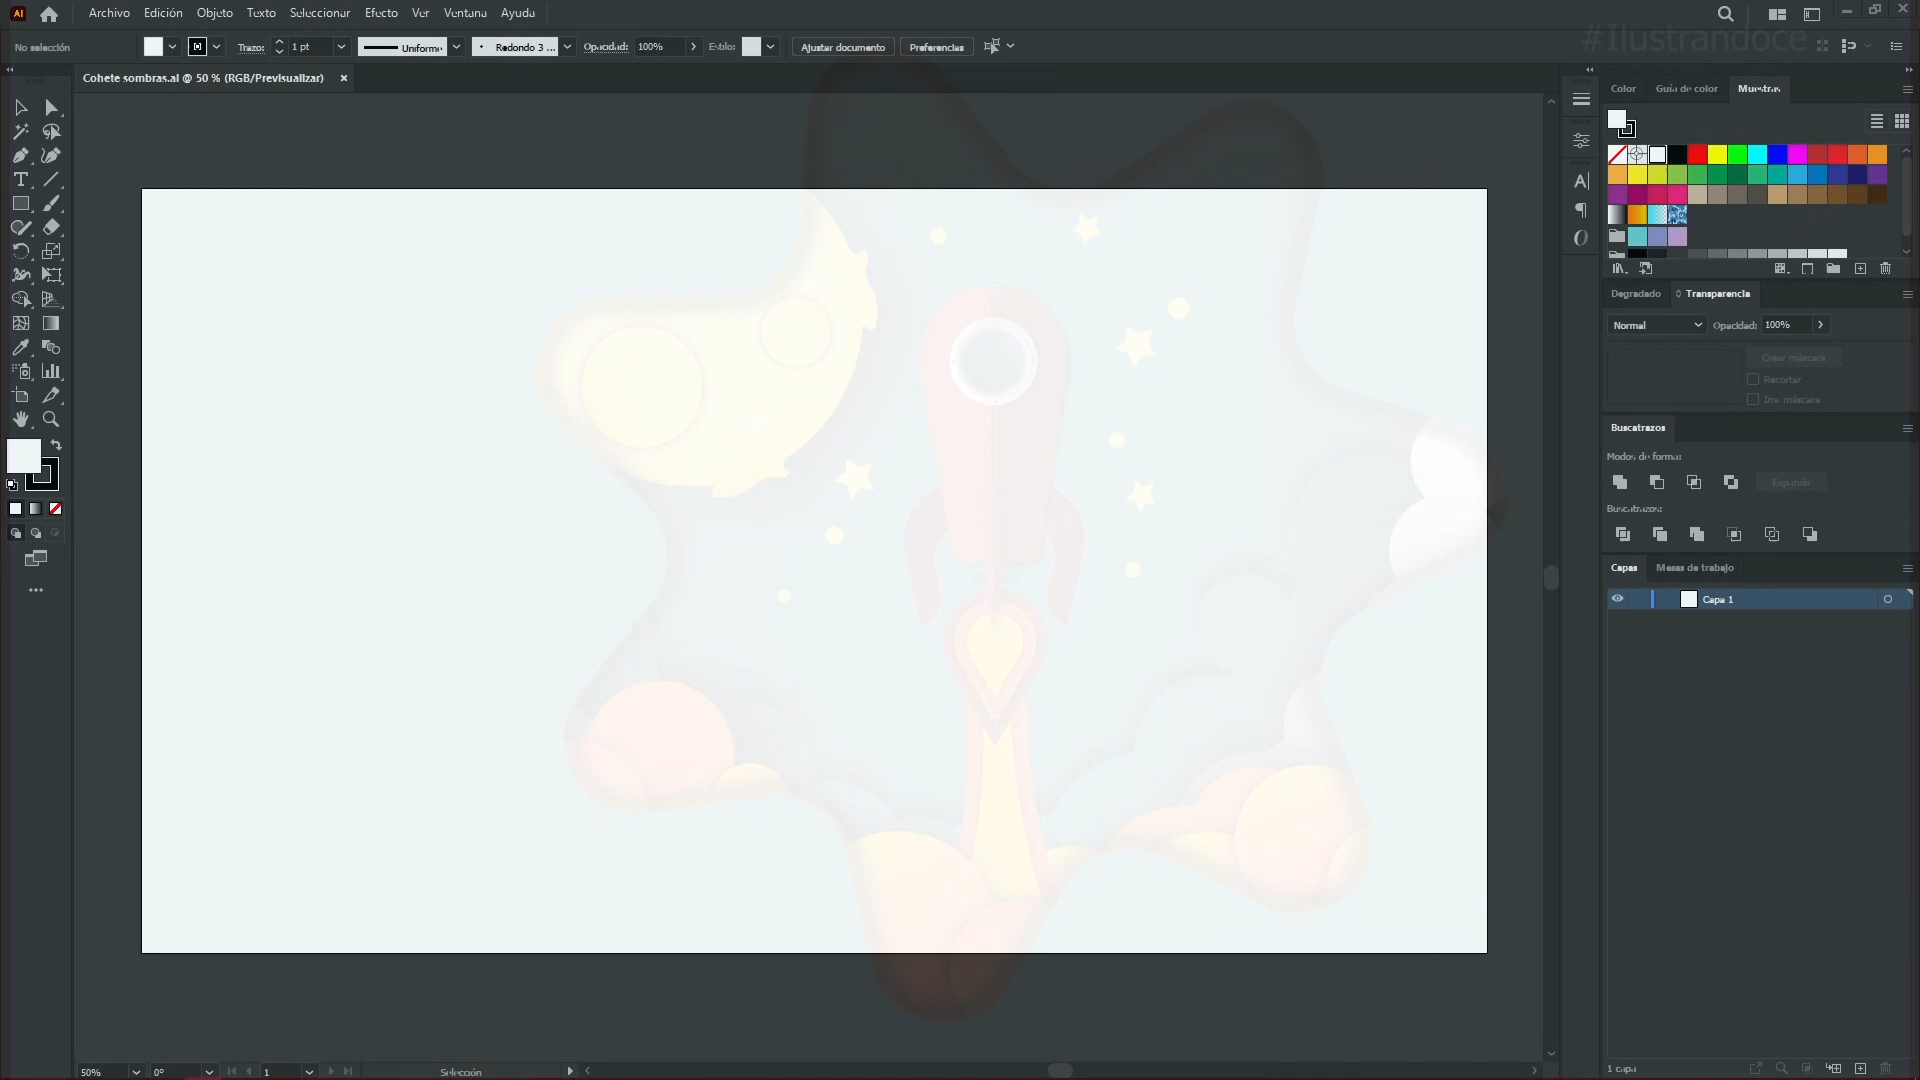 Ai Archivo Edición Objeto Texto Seleccionar Efecto Ver Ventana Ayuda
#Ilustrandoce
No selección Trazo: 1 pt Uniforme Redondo 3 ... Opacidad: 100% Estilo: Ajustar documento Preferencias
Cohete sombras.ai @ 50 % (RGB/Previsualizar) ×
Color Guía de color Muestras
Degradado Transparencia
Normal Opacidad: 100%
Crear máscara
Recortar
Inv. máscara
Buscatrazos
Modos de forma:
Expandir
Buscatrazos:
Capas Mesas de trabajo
Capa 1
50% 0° 1 Selección
1 capa